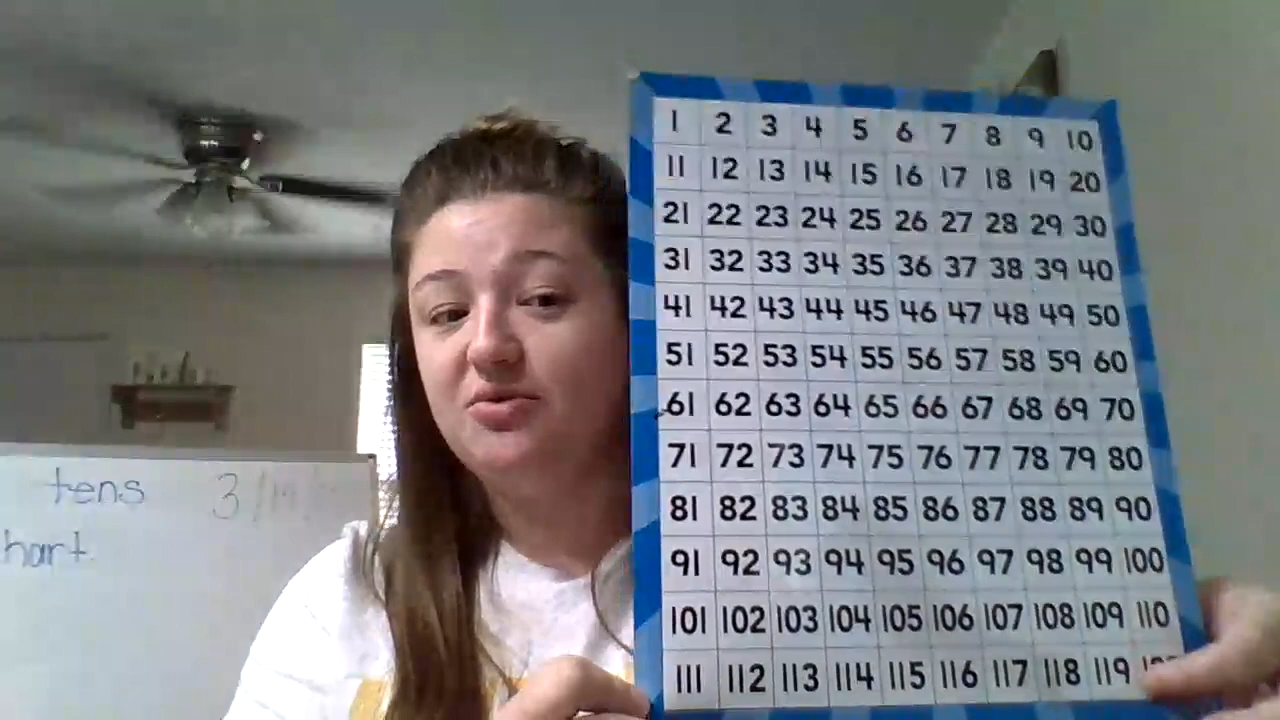 1 2 3 4 5 6 7 8 9 10
11 12 13 14 15 16 17 18 19 20
21 22 23 24 25 26 27 28 29 30
31 32 33 34 35 36 37 38 39 40
41 42 43 44 45 46 47 48 49 50
51 52 53 54 55 56 57 58 59 60
61 62 63 64 65 66 67 68 69 70
71 72 73 74 75 76 77 78 79 80
81 82 83 84 85 86 87 88 89 90
91 92 93 94 95 96 97 98 99 100
101 102 103 104 105 106 107 108 109 110
111 112 113 114 115 116 117 118 119
tens 3
hart